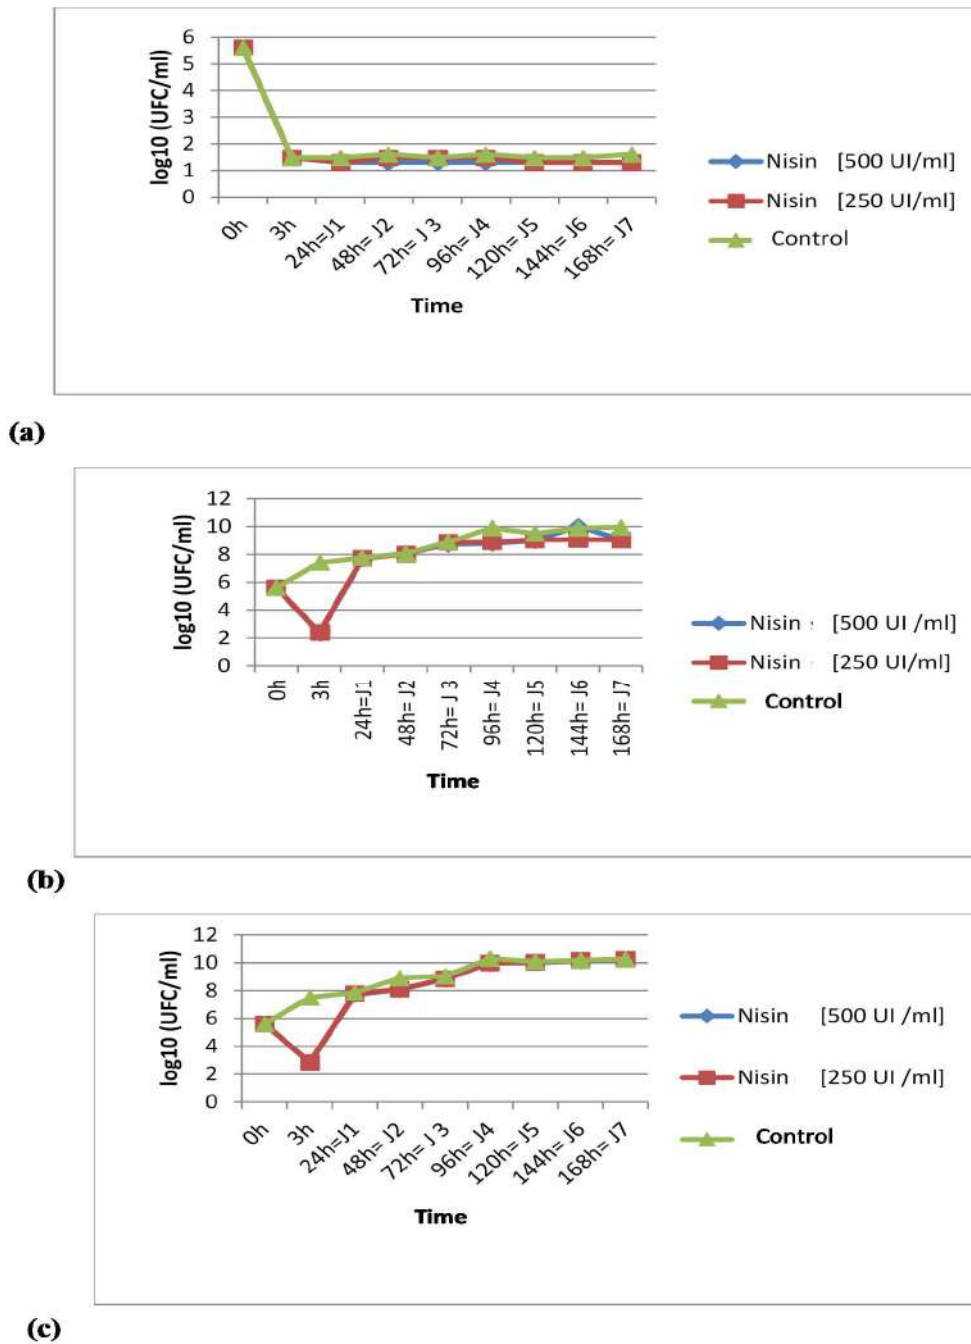 6
5
4
3
2
1
0
log10 (UFC/ml)
0h
3h
24h=J1
48h= J2
72h= J 3
96h= J4
120h= J5
144h= J6
168h= J7
Time
Nisin [500 UI/ml]
Nisin [250 UI/ml]
Control
(a)
12
10
8
6
4
2
0
log10 (UFC/ml)
0h
3h
24h=J1
48h= J2
72h= J 3
96h= J4
120h= J5
144h= J6
168h= J7
Time
Nisin : [500 UI /ml]
Nisin [250 UI/ml]
Control
(b)
12
10
8
6
4
2
0
log10 (UFC/ml)
0h
3h
24h=J1
48h= J2
72h= J 3
96h= J4
120h= J5
144h= J6
168h= J7
Time
Nisin [500 UI /ml]
Nisin [250 UI /ml]
Control
(c)